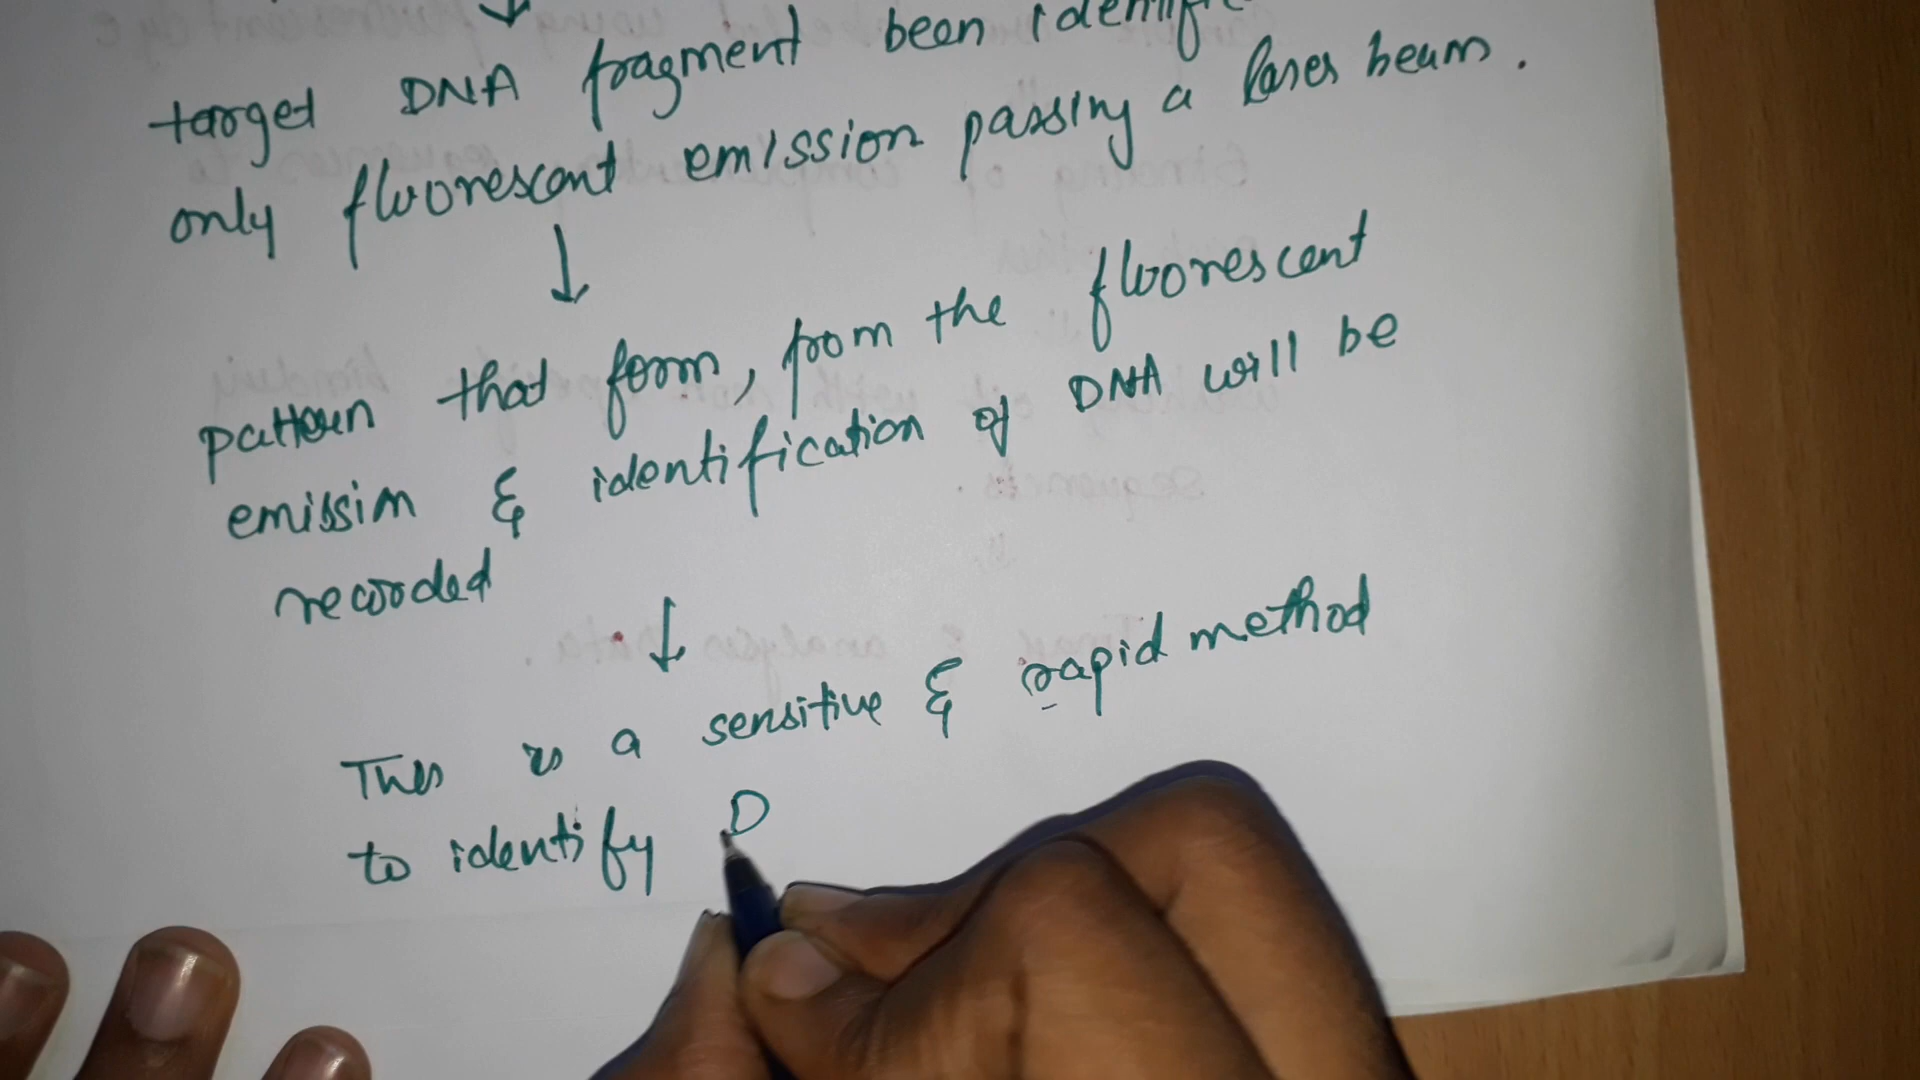 target DNA fragment been identif
only fluorescent emission passing a laser beam.
↓
pattern that form, from the fluorescent
emission & identification of DNA will be
recorded
↓
This is a sensitive & rapid method
to identify D